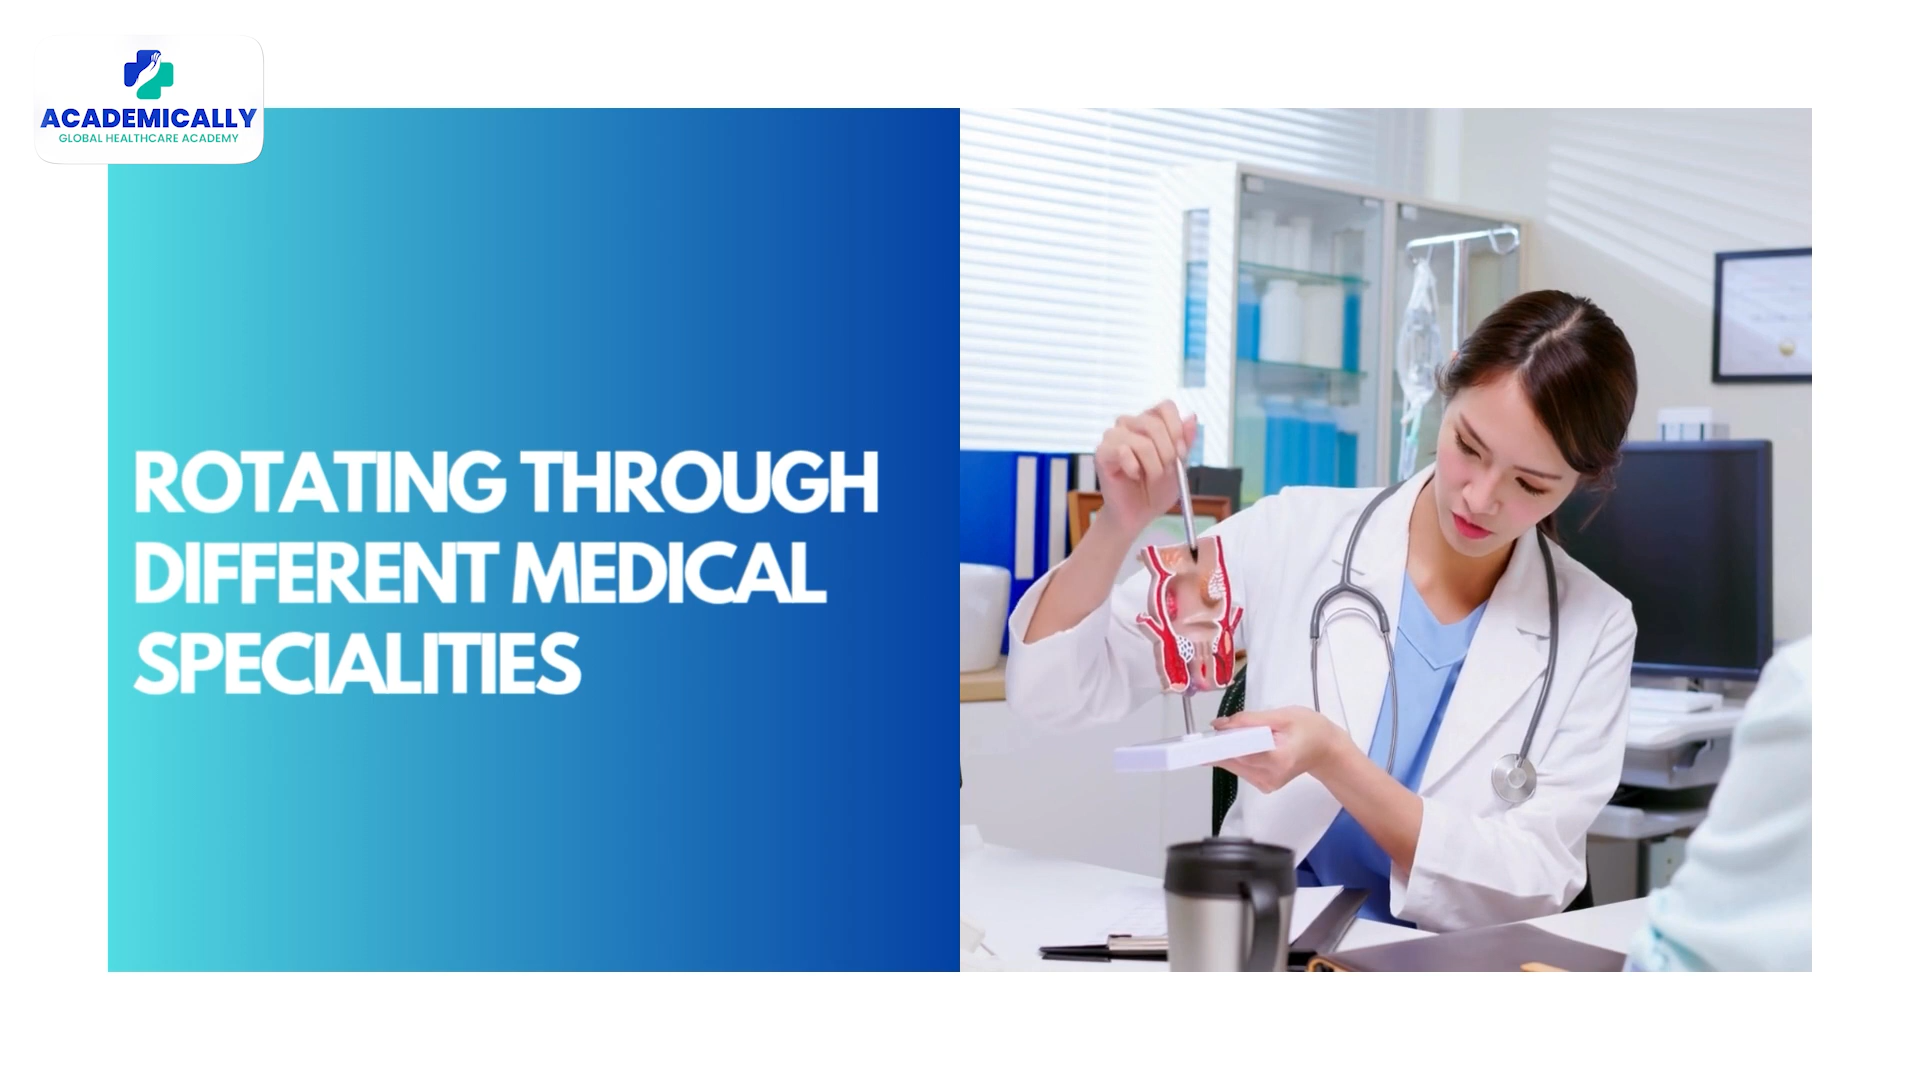 ACADEMICALLY
GLOBAL HEALTHCARE ACADEMY
ROTATING THROUGH
DIFFERENT MEDICAL
SPECIALITIES